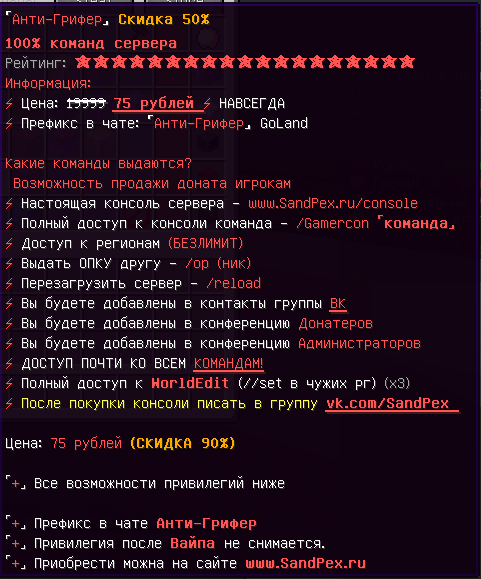 「Анти-Грифер」 Скидка 50%
100% команд сервера
Рейтинг: ★★★★★★★★★★★★★★★★★★★
Информация:
⚡ Цена: 19999 75 рублей ⚡ НАВСЕГДА
⚡ Префикс в чате: 「Анти-Грифер」 GoLand
Какие команды выдаются?
Возможность продажи доната игрокам
⚡ Настоящая консоль сервера - www.SandPex.ru/console
⚡ Полный доступ к консоли команда - /Gamercon 「команда」
⚡ Доступ к регионам (БЕЗЛИМИТ)
⚡ Выдать ОПКУ другу - /op (ник)
⚡ Перезагрузить сервер - /reload
⚡ Вы будете добавлены в контакты группы ВК
⚡ Вы будете добавлены в конференцию Донатеров
⚡ Вы будете добавлены в конференцию Администраторов
⚡ ДОСТУП ПОЧТИ КО ВСЕМ КОМАНДАМ!
⚡ Полный доступ к WorldEdit (//set в чужих рг) (x3)
⚡ После покупки консоли писать в группу vk.com/SandPex
Цена: 75 рублей (СКИДКА 90%)
「+」 Все возможности привилегий ниже
「+」 Префикс в чате Анти-Грифер
「+」 Привилегия после Вайпа не снимается.
「+」 Приобрести можна на сайте www.SandPex.ru